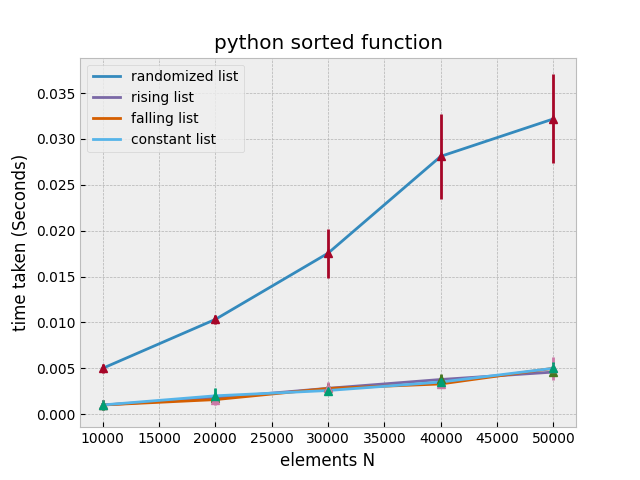 python sorted function
randomized list
rising list
falling list
constant list
0.035
0.030
0.025
0.020
0.015
0.010
0.005
0.000
time taken (Seconds)
10000 15000 20000 25000 30000 35000 40000 45000 50000
elements N